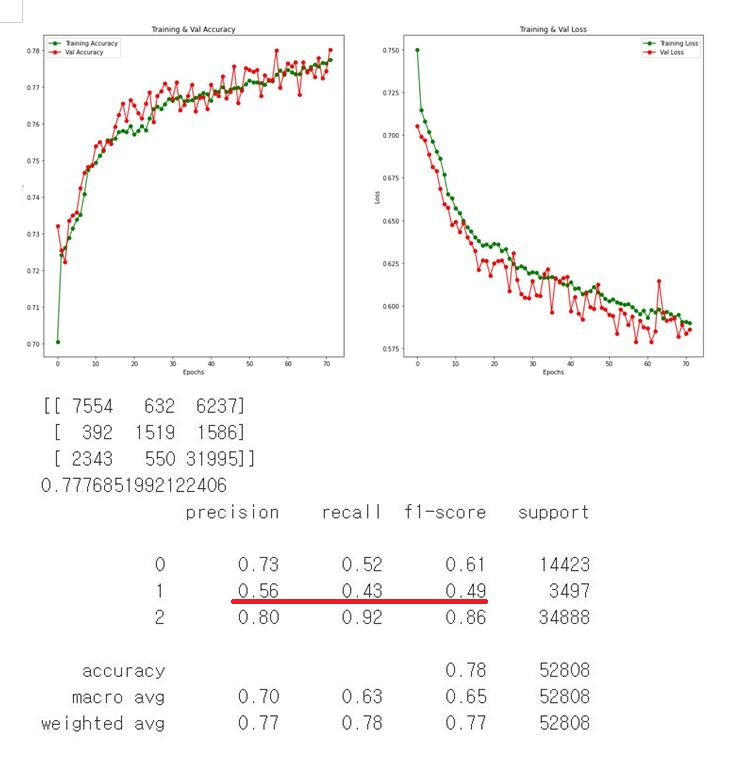 Training & Val Accuracy
Training Accuracy
Val Accuracy
0.78
0.77
0.76
0.75
0.74
0.73
0.72
0.71
0.70
0 10 20 30 40 50 60 70
Epochs
Training & Val Loss
Training Loss
Val Loss
0.750
0.725
0.700
0.675
0.650
0.625
0.600
0.575
Loss
0 10 20 30 40 50 60 70
Epochs
[[ 7554 632 6237]
[ 392 1519 1586]
[ 2343 550 31995]]
0.7776851992122406
precision recall f1-score support
0 0.73 0.52 0.61 14423
1 0.56 0.43 0.49 3497
2 0.80 0.92 0.86 34888
accuracy 0.78 52808
macro avg 0.70 0.63 0.65 52808
weighted avg 0.77 0.78 0.77 52808